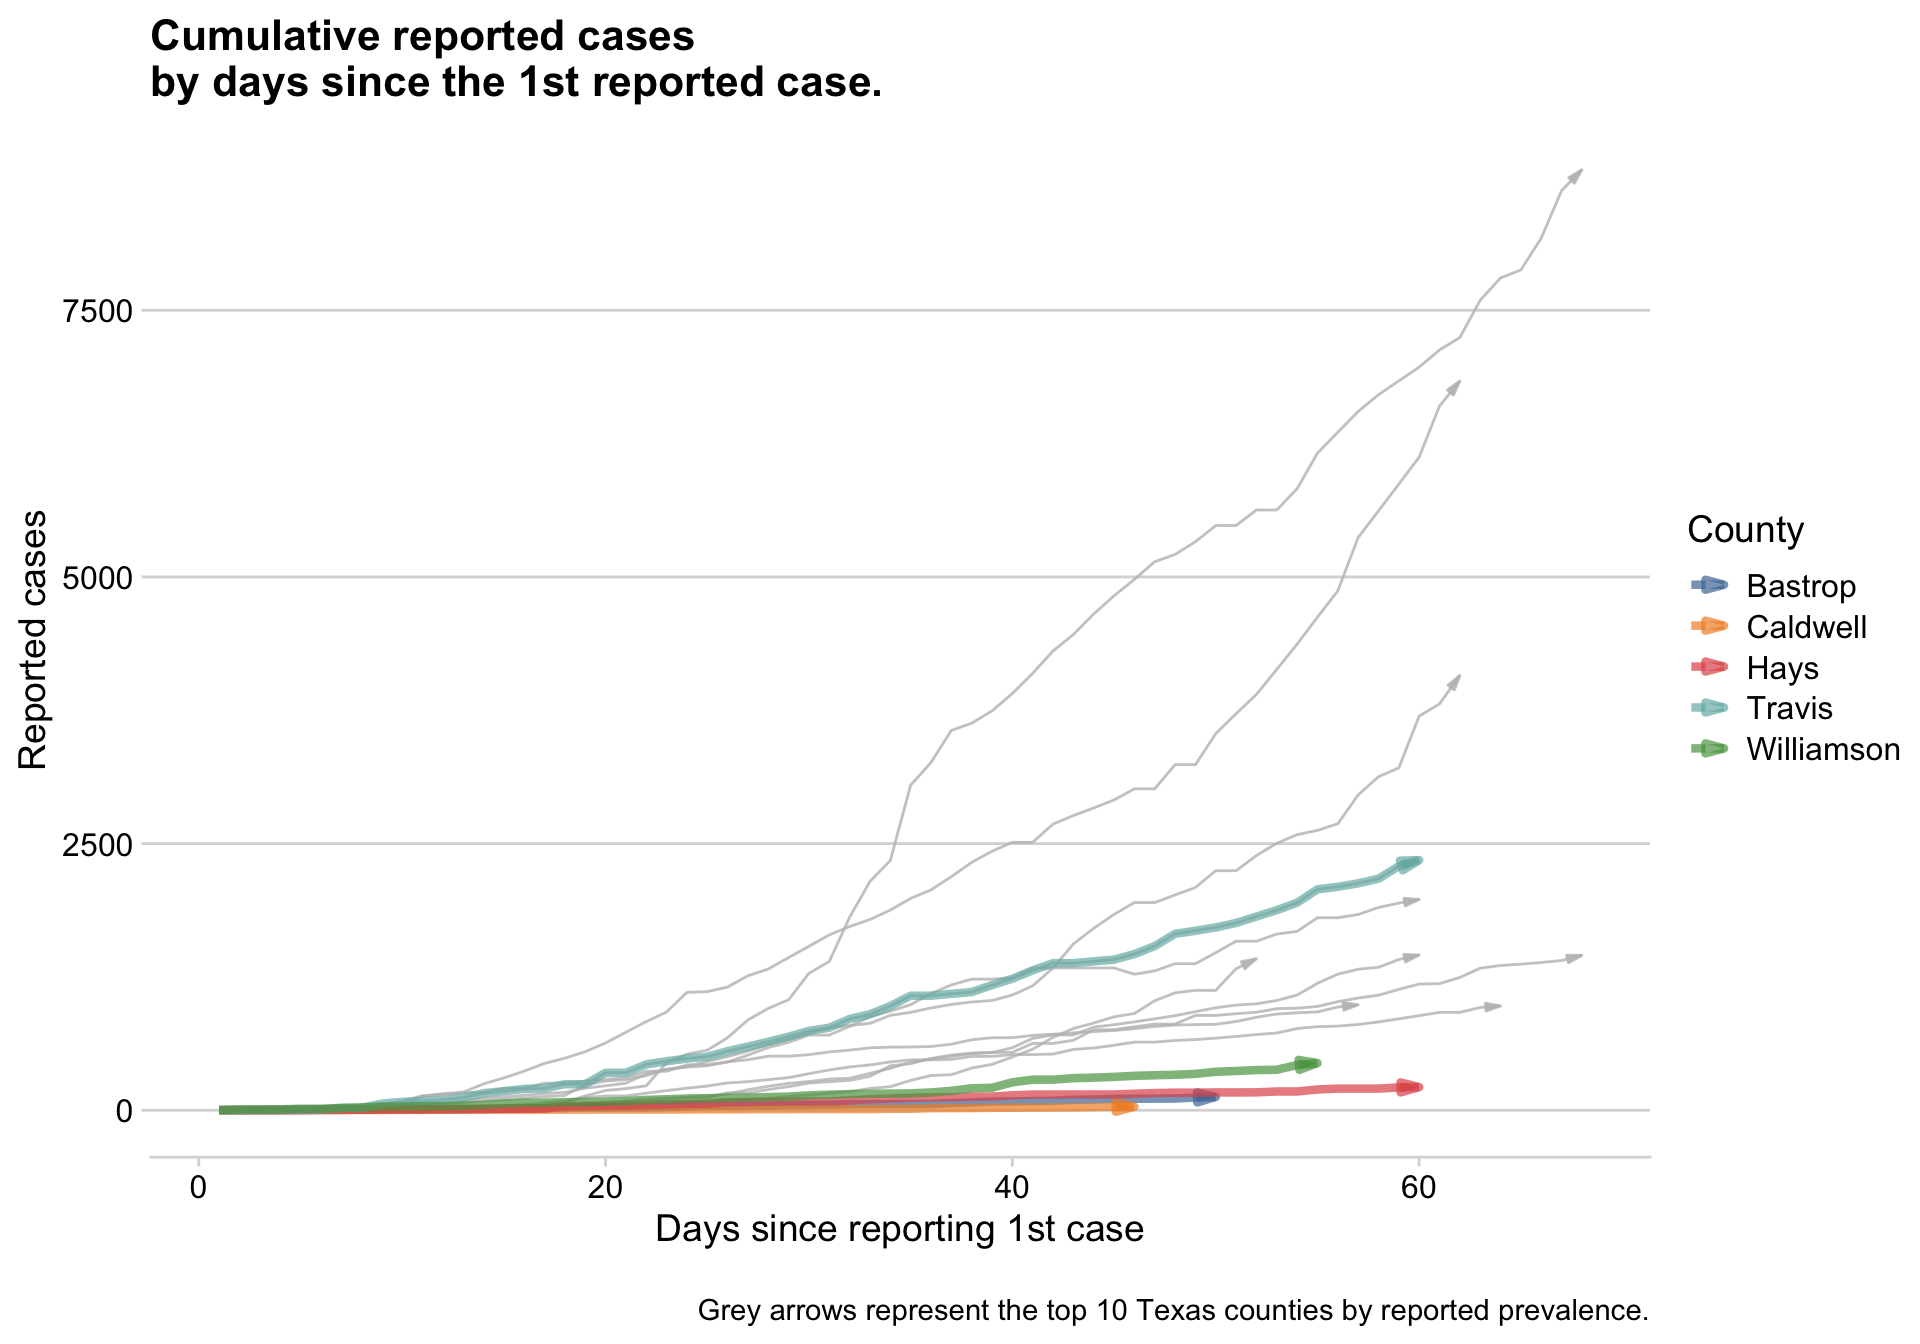 Cumulative reported cases
by days since the 1st reported case.
Reported cases
7500
5000
2500
0
0
20
40
60
Days since reporting 1st case
County
Bastrop
Caldwell
Hays
Travis
Williamson
Grey arrows represent the top 10 Texas counties by reported prevalence.